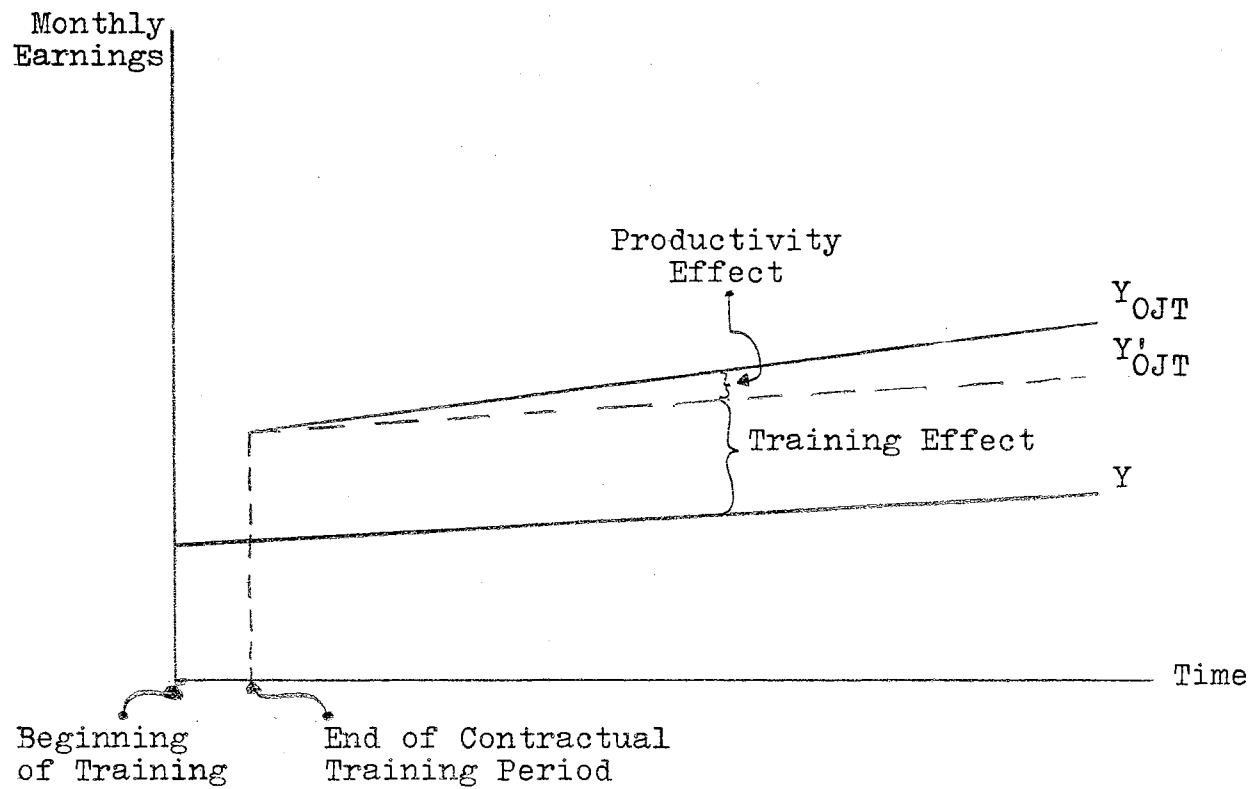 Monthly
Earnings
Productivity
Effect
Y_OJT
Y'_OJT
Training Effect
Y
Time
Beginning
of Training
End of Contractual
Training Period